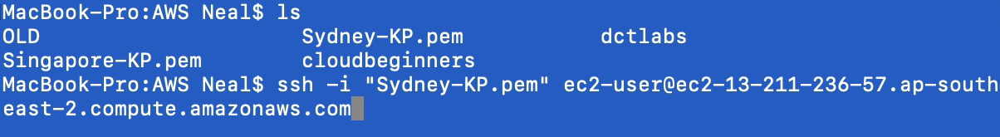 MacBook-Pro:AWS Neal$ ls
OLD Sydney-KP.pem dctlabs
Singapore-KP.pem cloudbeginners
MacBook-Pro:AWS Neal$ ssh -i "Sydney-KP.pem" ec2-user@ec2-13-211-236-57.ap-south
east-2.compute.amazonaws.com